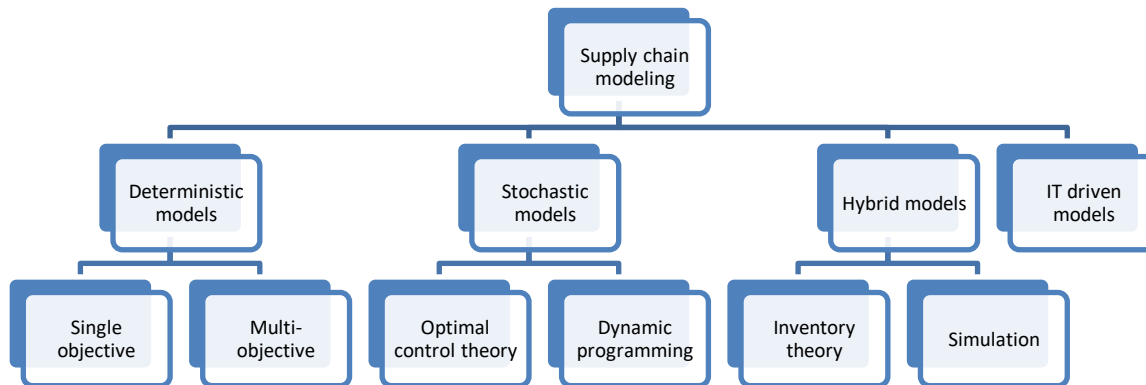 Supply chain
modeling
Deterministic
models
Stochastic
models
Hybrid models
IT driven
models
Single
objective
Multi-
objective
Optimal
control theory
Dynamic
programming
Inventory
theory
Simulation